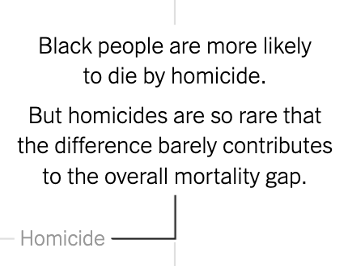 Black people are more likely
to die by homicide.
But homicides are so rare that
the difference barely contributes
to the overall mortality gap.
Homicide